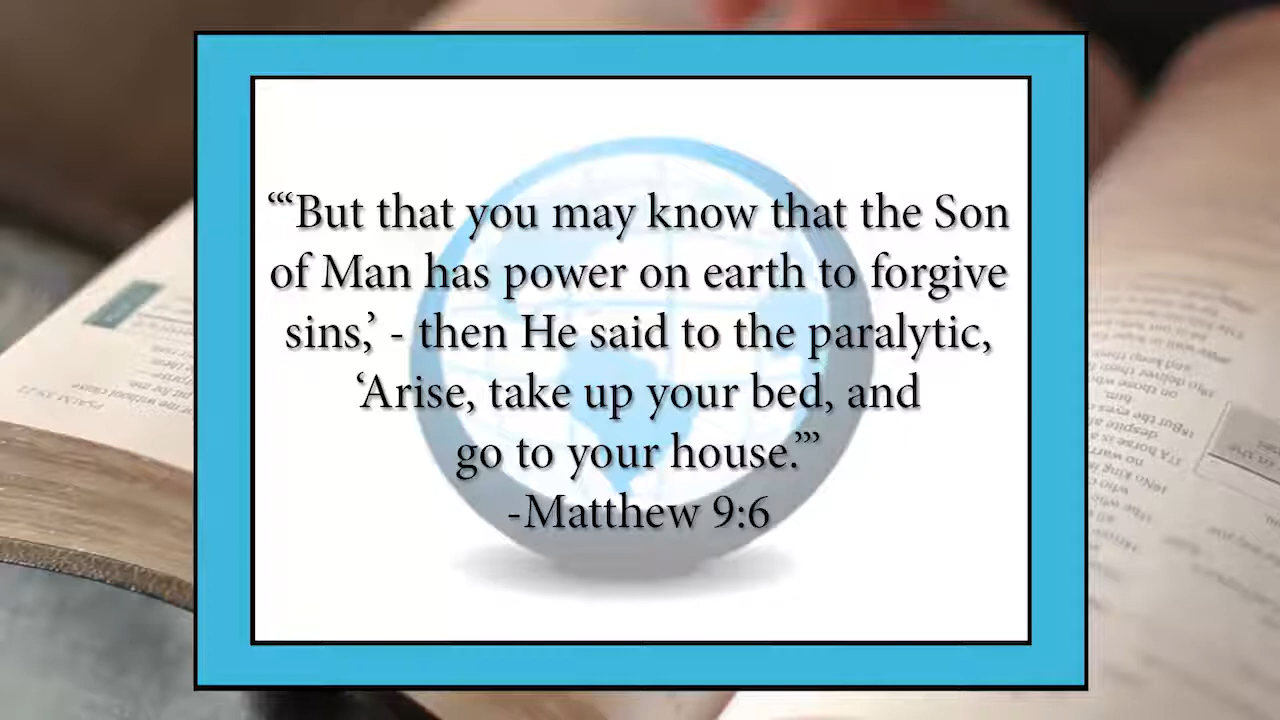 “‘But that you may know that the Son
of Man has power on earth to forgive
sins,’ - then He said to the paralytic,
‘Arise, take up your bed, and
go to your house.’”
-Matthew 9:6